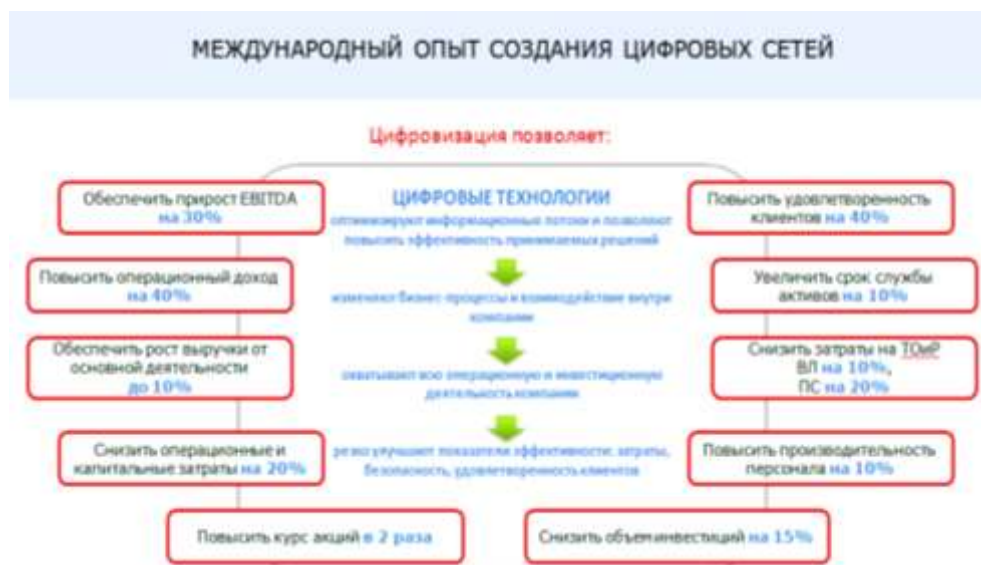 МЕЖДУНАРОДНЫЙ ОПЫТ СОЗДАНИЯ ЦИФРОВЫХ СЕТЕЙ
Цифровизация позволяет:
Обеспечить прирост EBITDA
на 30%
Повысить операционный доход
на 40%
Обеспечить рост выручки от
основной деятельности
до 10%
Снизить операционные и
капитальные затраты на 20%
ЦИФРОВЫЕ ТЕХНОЛОГИИ
оптимизируют информационные потоки и позволяют
повысить эффективность принимаемых решений
изменяют бизнес-процессы и взаимодействие внутри
компании
охватывают всю операционную и инвестиционную
деятельность компании
резко улучшают показатели эффективности: затраты,
безопасность, удовлетворенность клиентов
Повысить удовлетворенность
клиентов на 40%
Увеличить срок службы
активов на 10%
Снизить затраты на ТОиР
ВЛ на 10%,
ПС на 20%
Повысить производительность
персонала на 10%
Повысить курс акций в 2 раза
Снизить объем инвестиций на 15%